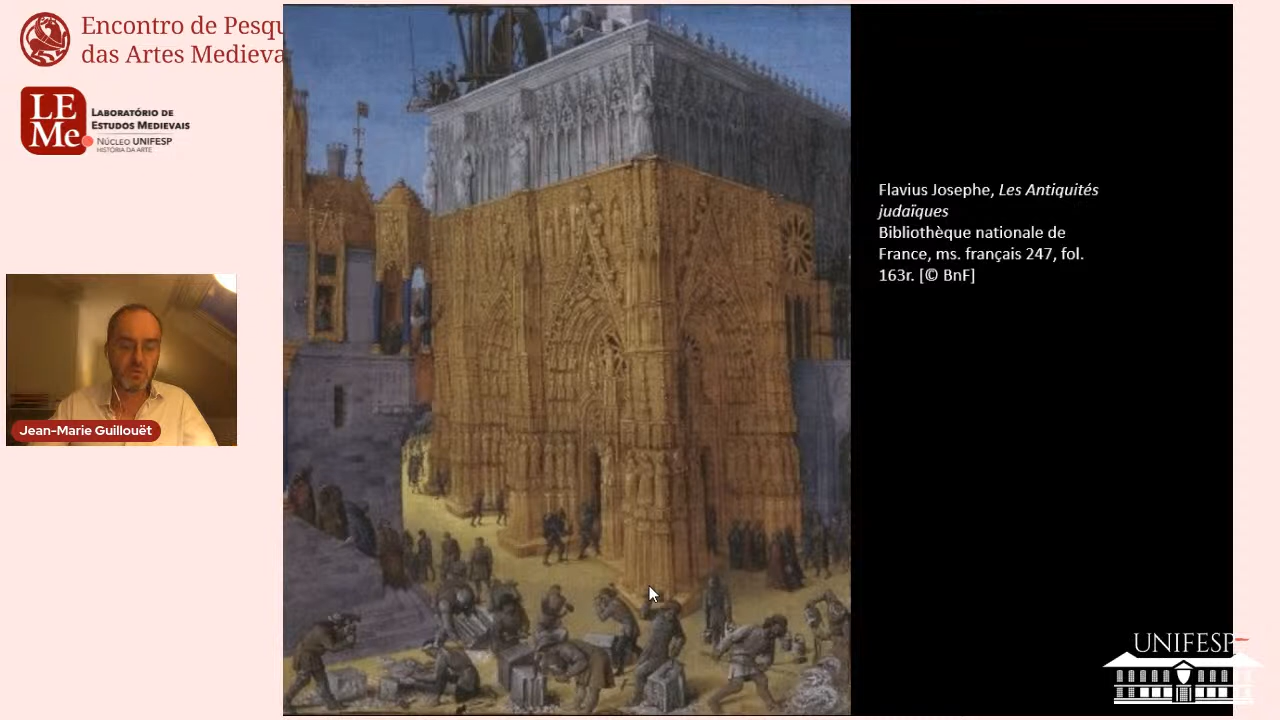 Encontro de Pesqu
das Artes Medieva
LE
Me
LABORATÓRIO DE
ESTUDOS MEDIEVAIS
NÚCLEO UNIFESP
HISTÓRIA DA ARTE
Flavius Josephe, Les Antiquités
judaïques
Bibliothèque nationale de
France, ms. français 247, fol.
163r. [© BnF]
Jean-Marie Guillouët
UNIFESP